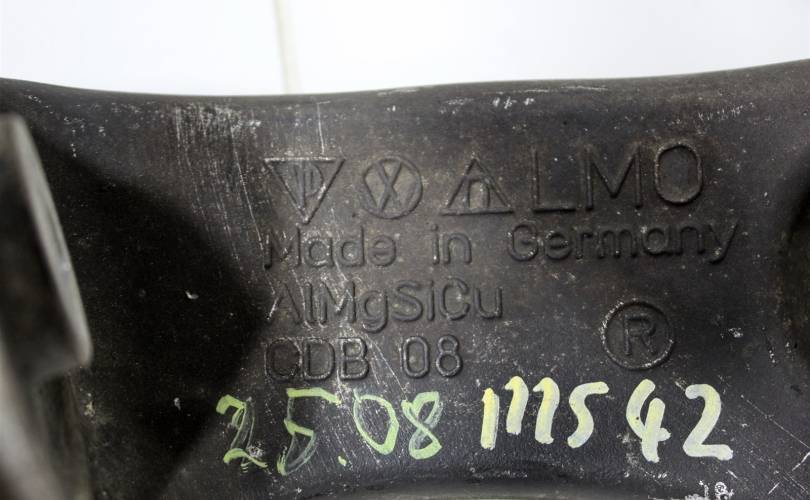 LMO
Made in Germany
AlMgSiCu
CDB 08
R
25.08 111542